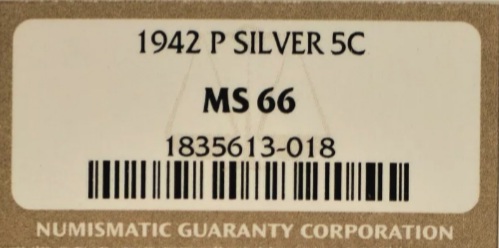 1942 P SILVER 5C
MS 66
1835613-018
NUMISMATIC GUARANTY CORPORATION